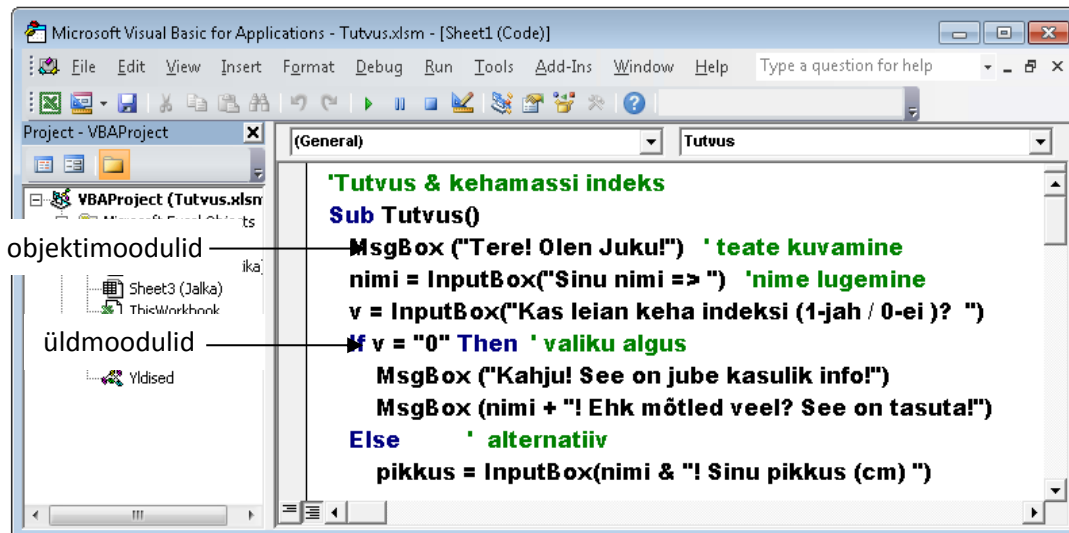 Microsoft Visual Basic for Applications - Tutvus.xlsm - [Sheet1 (Code)]
File Edit View Insert Format Debug Run Tools Add-Ins Window Help Type a question for help
Project - VBAProject
(General) Tutvus
VBAProject (Tutvus.xlsm
objektimoodulid
Sheet3 (Jalka)
ThisWorkbook
üldmoodulid
Yldised
'Tutvus & kehamassi indeks
Sub Tutvus()
MsgBox ("Tere! Olen Juku!") ' teate kuvamine
nimi = InputBox("Sinu nimi => ") 'nime lugemine
v = InputBox("Kas leian keha indeksi (1-jah / 0-ei )? ")
If v = "0" Then ' valiku algus
MsgBox ("Kahju! See on jube kasulik info!")
MsgBox (nimi + "! Ehk mõtled veel? See on tasuta!")
Else ' alternatiiv
pikkus = InputBox(nimi & "! Sinu pikkus (cm) ")